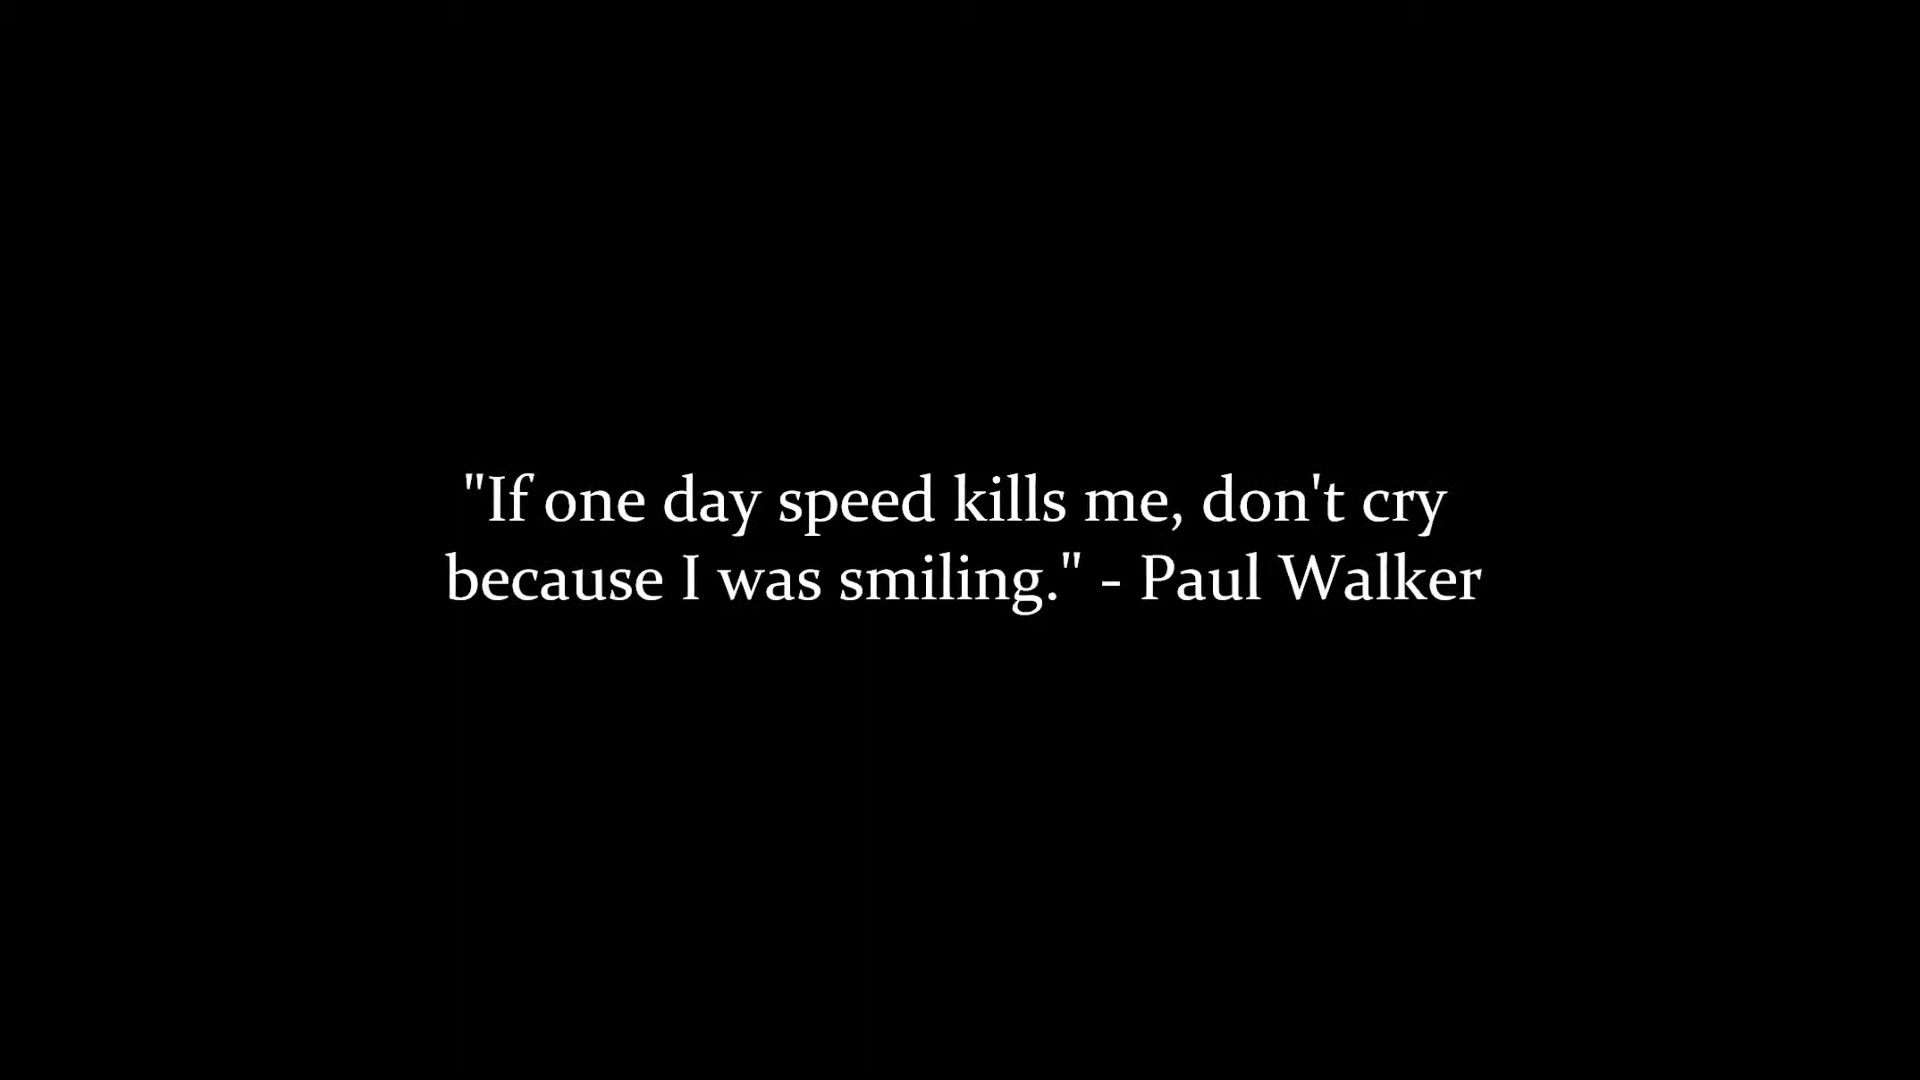 "If one day speed kills me, don't cry
because I was smiling." - Paul Walker